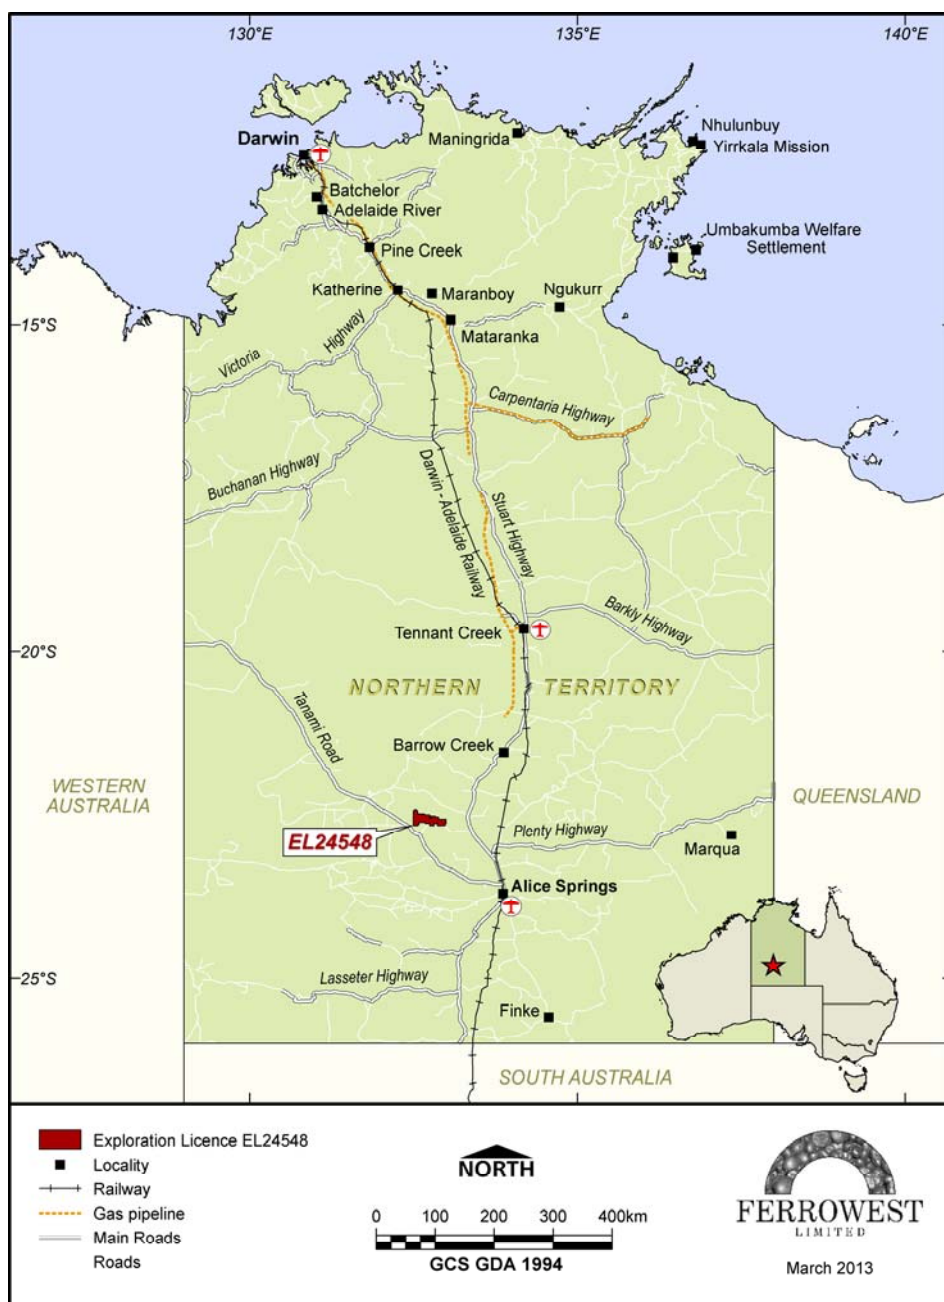 130°E
135°E
140°E
Darwin
Maningrida
Nhulunbuy
Yirrkala Mission
Batchelor
Adelaide River
Umbakumba Welfare
Settlement
Pine Creek
Katherine
Maranboy
Ngukurr
15°S
Mataranka
Victoria
Highway
Carpentaria Highway
Buchanan Highway
Darwin - Adelaide Railway
Stuart Highway
Tennant Creek
Barkly Highway
20°S
NORTHERN
TERRITORY
Tanami Road
Barrow Creek
WESTERN
AUSTRALIA
QUEENSLAND
EL24548
Plenty Highway
Marqua
Alice Springs
25°S
Lasseter Highway
Finke
SOUTH AUSTRALIA
Exploration Licence EL24548
Locality
Railway
Gas pipeline
Main Roads
Roads
NORTH
0 100 200 300 400km
GCS GDA 1994
FERROWEST
LIMITED
March 2013